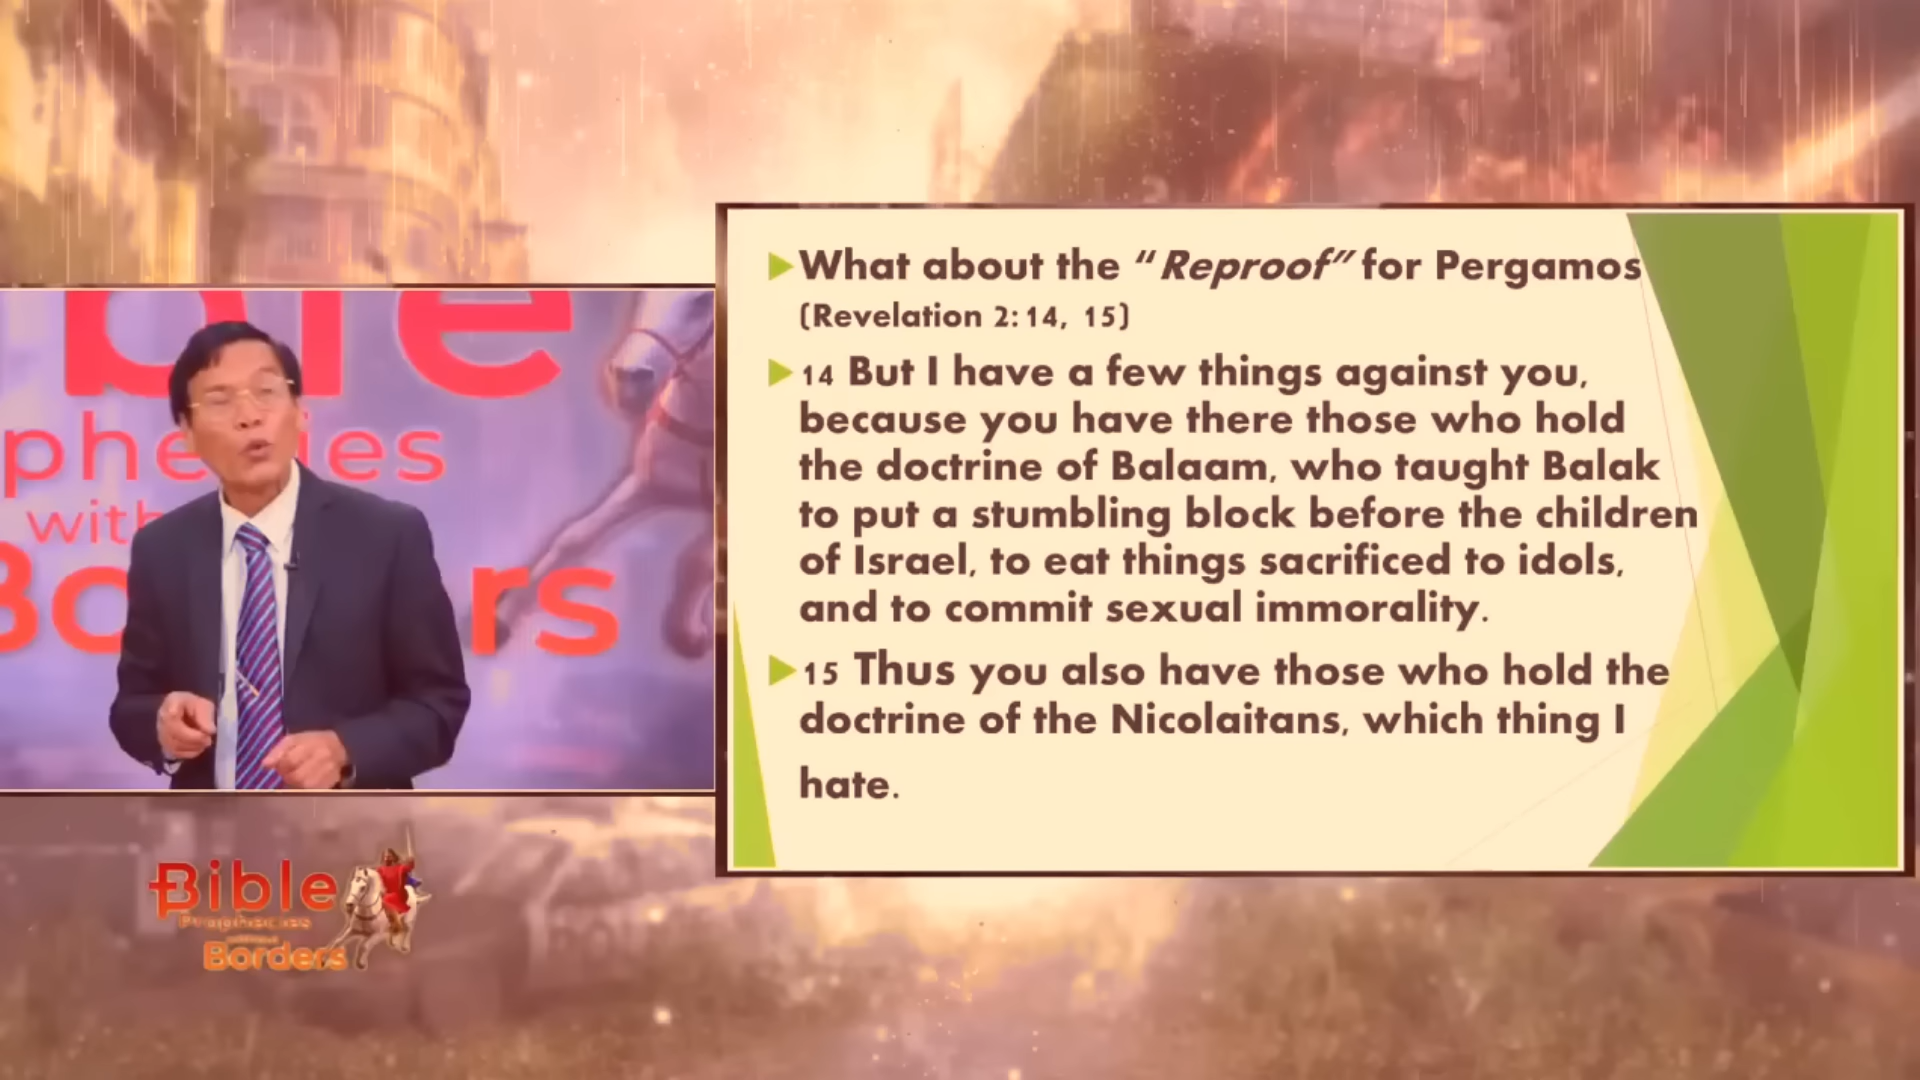 What about the “Reproof” for Pergamos
(Revelation 2:14, 15)
14 But I have a few things against you,
because you have there those who hold
the doctrine of Balaam, who taught Balak
to put a stumbling block before the children
of Israel, to eat things sacrificed to idols,
and to commit sexual immorality.
15 Thus you also have those who hold the
doctrine of the Nicolaitans, which thing I
hate.
Bible
Prophecies
Borders